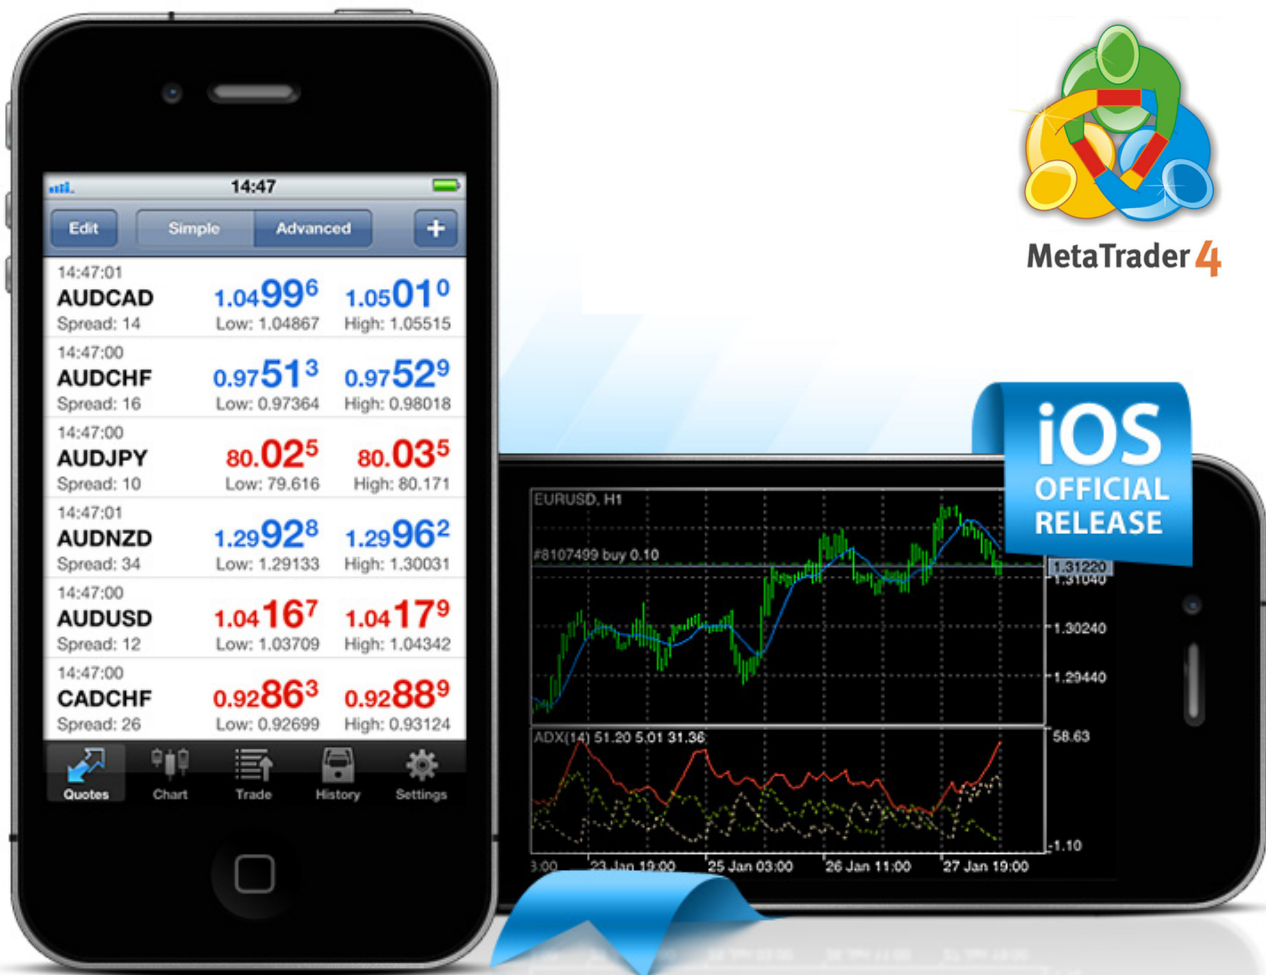 14:47
Edit Simple Advanced +
14:47:01
AUDCAD 1.04996 1.05010
Spread: 14 Low: 1.04867 High: 1.05515
14:47:00
AUDCHF 0.97513 0.97529
Spread: 16 Low: 0.97364 High: 0.98018
14:47:00
AUDJPY 80.025 80.035
Spread: 10 Low: 79.616 High: 80.171
14:47:01
AUDNZD 1.29928 1.29962
Spread: 34 Low: 1.29133 High: 1.30031
14:47:00
AUDUSD 1.04167 1.04179
Spread: 12 Low: 1.03709 High: 1.04342
14:47:00
CADCHF 0.92863 0.92889
Spread: 26 Low: 0.92699 High: 0.93124
Quotes Chart Trade History Settings
MetaTrader 4
iOS
OFFICIAL
RELEASE
EURUSD, H1
#8107499 buy 0.10
1.31220
1.31040
1.30240
1.29440
ADX(14) 51.20 5.01 31.36
58.63
-1.10
23 Jan 19:00 25 Jan 03:00 26 Jan 11:00 27 Jan 19:00